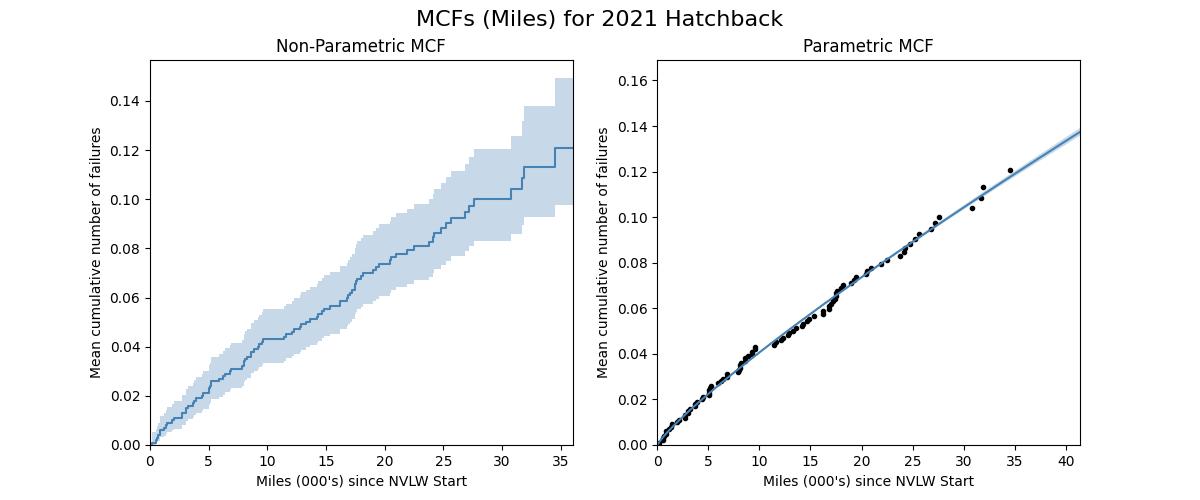 MCFs (Miles) for 2021 Hatchback
Non-Parametric MCF
Mean cumulative number of failures
0.14
0.12
0.10
0.08
0.06
0.04
0.02
0.00
0 5 10 15 20 25 30 35
Miles (000's) since NVLW Start
Parametric MCF
Mean cumulative number of failures
0.16
0.14
0.12
0.10
0.08
0.06
0.04
0.02
0.00
0 5 10 15 20 25 30 35 40
Miles (000's) since NVLW Start